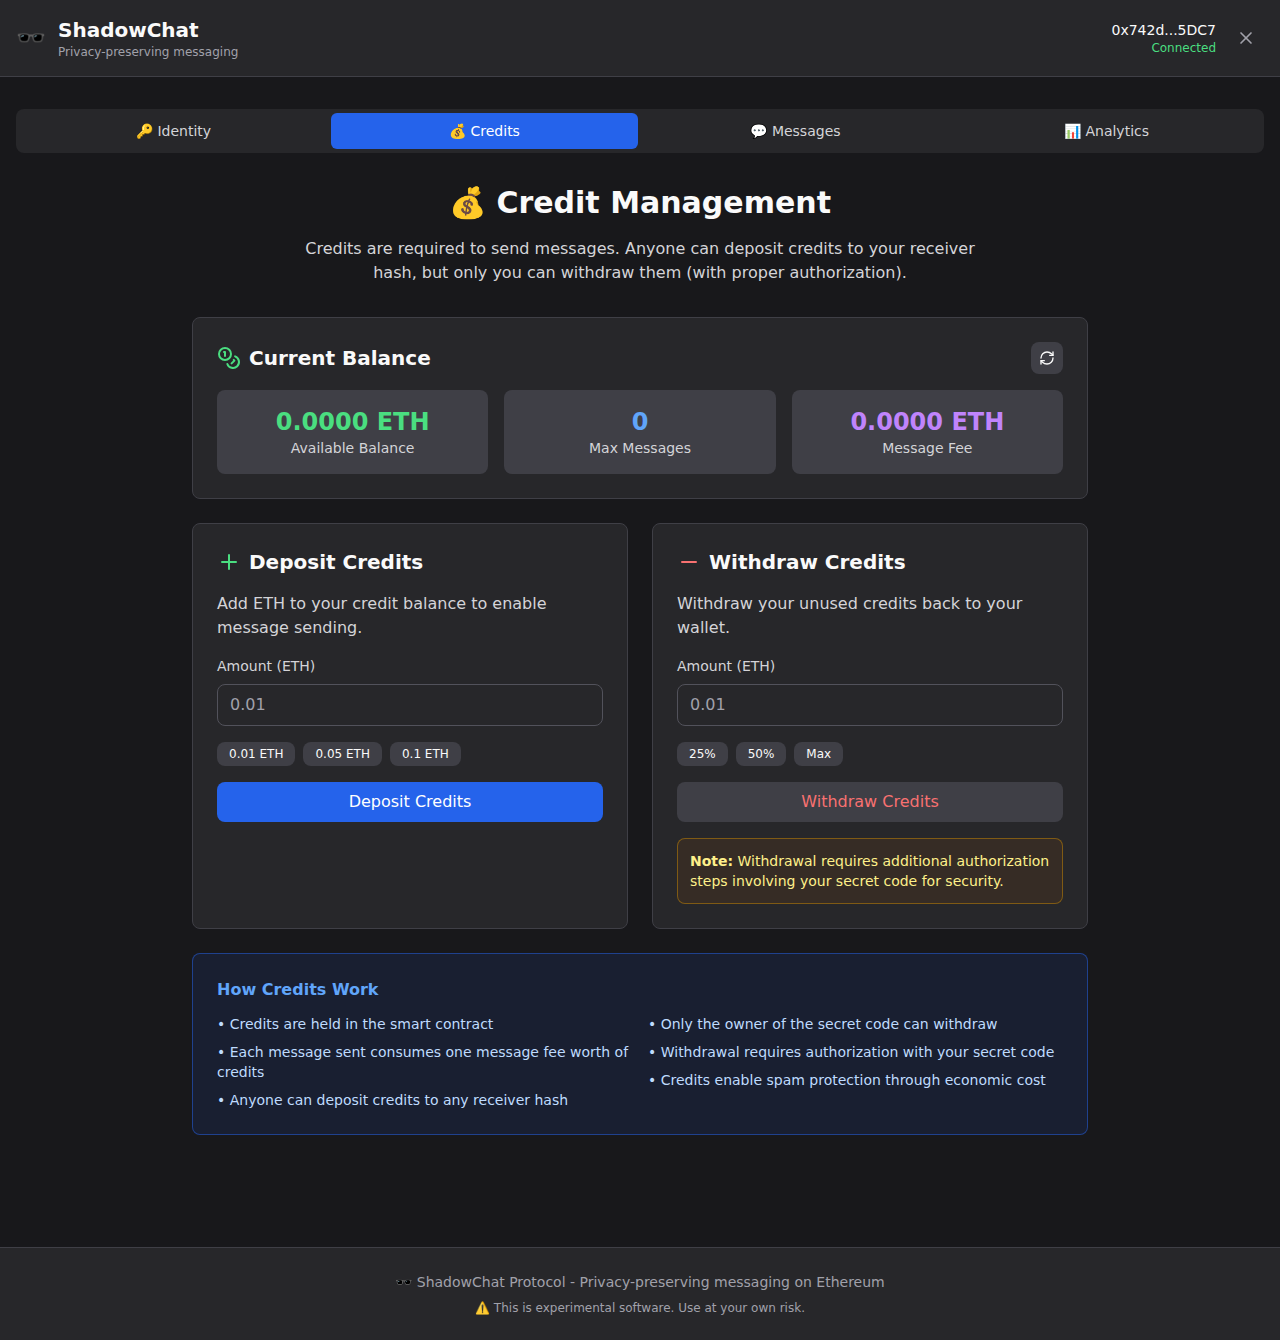 🕶️ ShadowChat
Privacy-preserving messaging
0x742d...5DC7
Connected
🔑 Identity
💰 Credits
💬 Messages
📊 Analytics
💰 Credit Management
Credits are required to send messages. Anyone can deposit credits to your receiver
hash, but only you can withdraw them (with proper authorization).
Current Balance
0.0000 ETH
Available Balance
0
Max Messages
0.0000 ETH
Message Fee
Deposit Credits
Add ETH to your credit balance to enable
message sending.
Amount (ETH)
0.01
0.01 ETH
0.05 ETH
0.1 ETH
Deposit Credits
Withdraw Credits
Withdraw your unused credits back to your
wallet.
Amount (ETH)
0.01
25%
50%
Max
Withdraw Credits
Note: Withdrawal requires additional authorization
steps involving your secret code for security.
How Credits Work
• Credits are held in the smart contract
• Each message sent consumes one message fee worth of
credits
• Anyone can deposit credits to any receiver hash
• Only the owner of the secret code can withdraw
• Withdrawal requires authorization with your secret code
• Credits enable spam protection through economic cost
🕶️ ShadowChat Protocol - Privacy-preserving messaging on Ethereum
⚠️ This is experimental software. Use at your own risk.